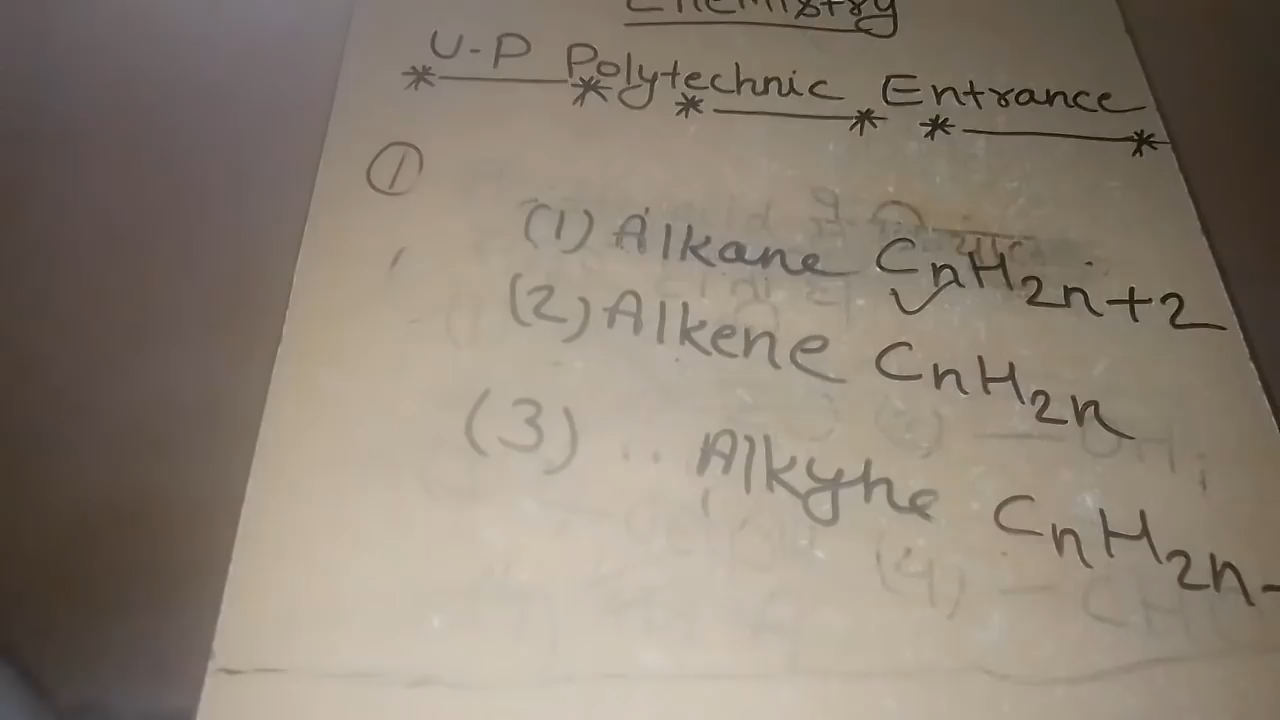 Chemistry
U-P Polytechnic Entrance
①
(1) Alkane CnH2n+2
(2) Alkene CnH2n
(3) .. Alkyne CnH2n-